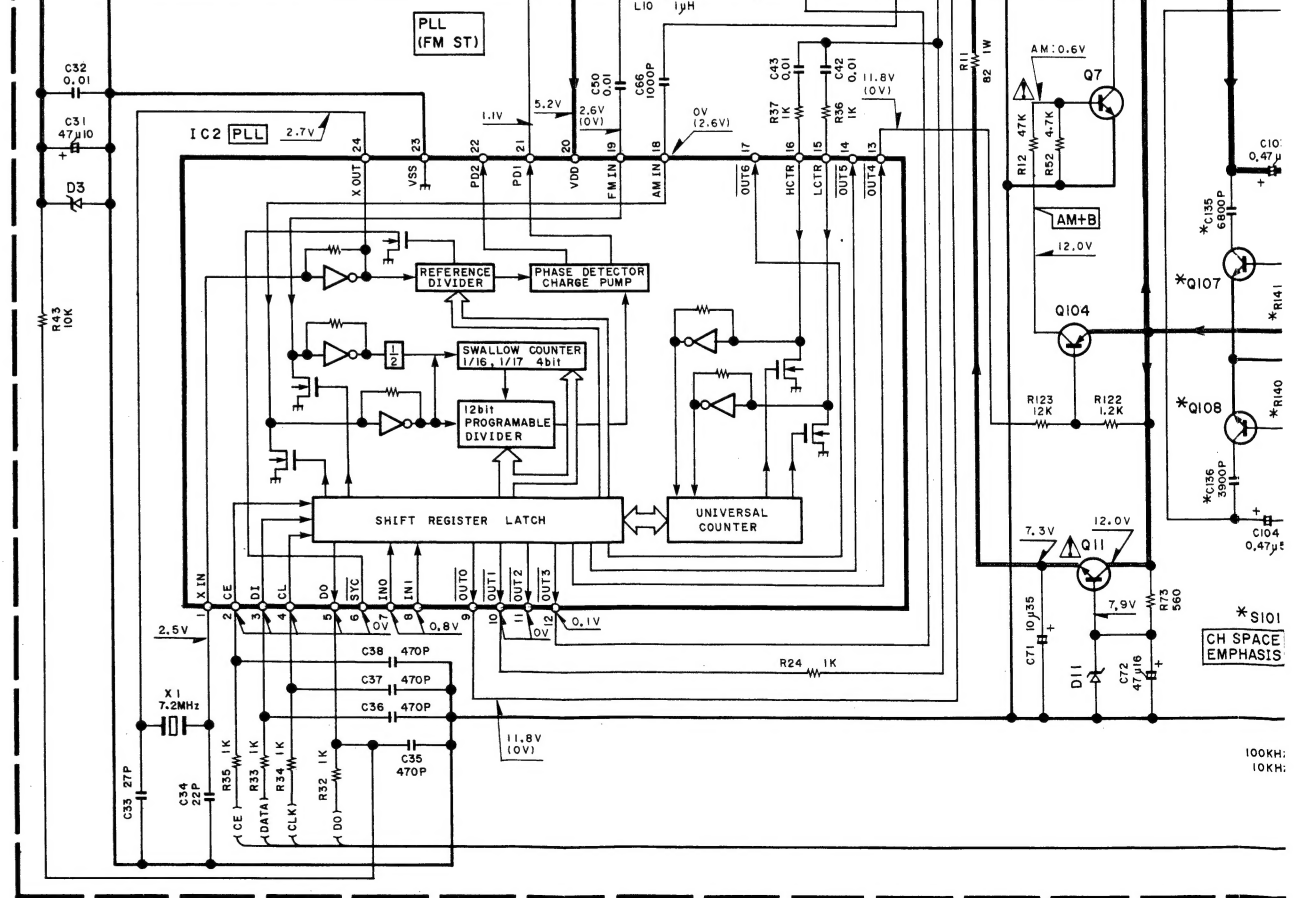 L10 1µH
PLL
(FM ST)
C32
0.01
C31
47µ10
+
D3
R43
10K
IC2 PLL
2.7V
1.1V
5.2V
2.6V
(0V)
C50
0.01
C66
1000P
0V
(2.6V)
C43
0.01
C42
0.01
R37
1K
R36
1K
11.8V
(0V)
R11
82 1W
AM:0.6V
Q7
R12 47K
R52 4.7K
AM+B
12.0V
C10
0.47µ
+
*C135
6800P
*Q107
*R141
Q104
24 23 22 21 20 19 18 17 16 15 14 13
X OUT
VSS
PD2
PD1
VDD
FM IN
AM IN
OUT6
HCTR
LCTR
OUT5
OUT4
REFERENCE
DIVIDER
PHASE DETECTOR
CHARGE PUMP
1/2
SWALLOW COUNTER
1/16, 1/17 4bit
12bit
PROGRAMABLE
DIVIDER
R123
12K
R122
1.2K
*Q108
*R140
*C136
3900P
SHIFT REGISTER LATCH
UNIVERSAL
COUNTER
7.3V
12.0V
Q11
+
C104
0.47µ
X IN
CE
DI
CL
DO
SYC
IN0
IN1
OUT0
OUT1
OUT2
OUT3
1 2 3 4 5 6 7 8 9 10 11 12
2.5V
0V
0.8V
0V
0.1V
C71 10µ35
+
7.9V
R73
560
*S101
CH SPACE
EMPHASIS
C38 470P
C37 470P
C36 470P
C35
470P
R24 1K
D11
C72
47µ16
+
X1
7.2MHz
11.8V
(0V)
C33 27P
C34
22P
R35 1K
R33 1K
R34 1K
R32 1K
(CE)
(DATA)
(CLK)
(DO)
100KHz
10KHz